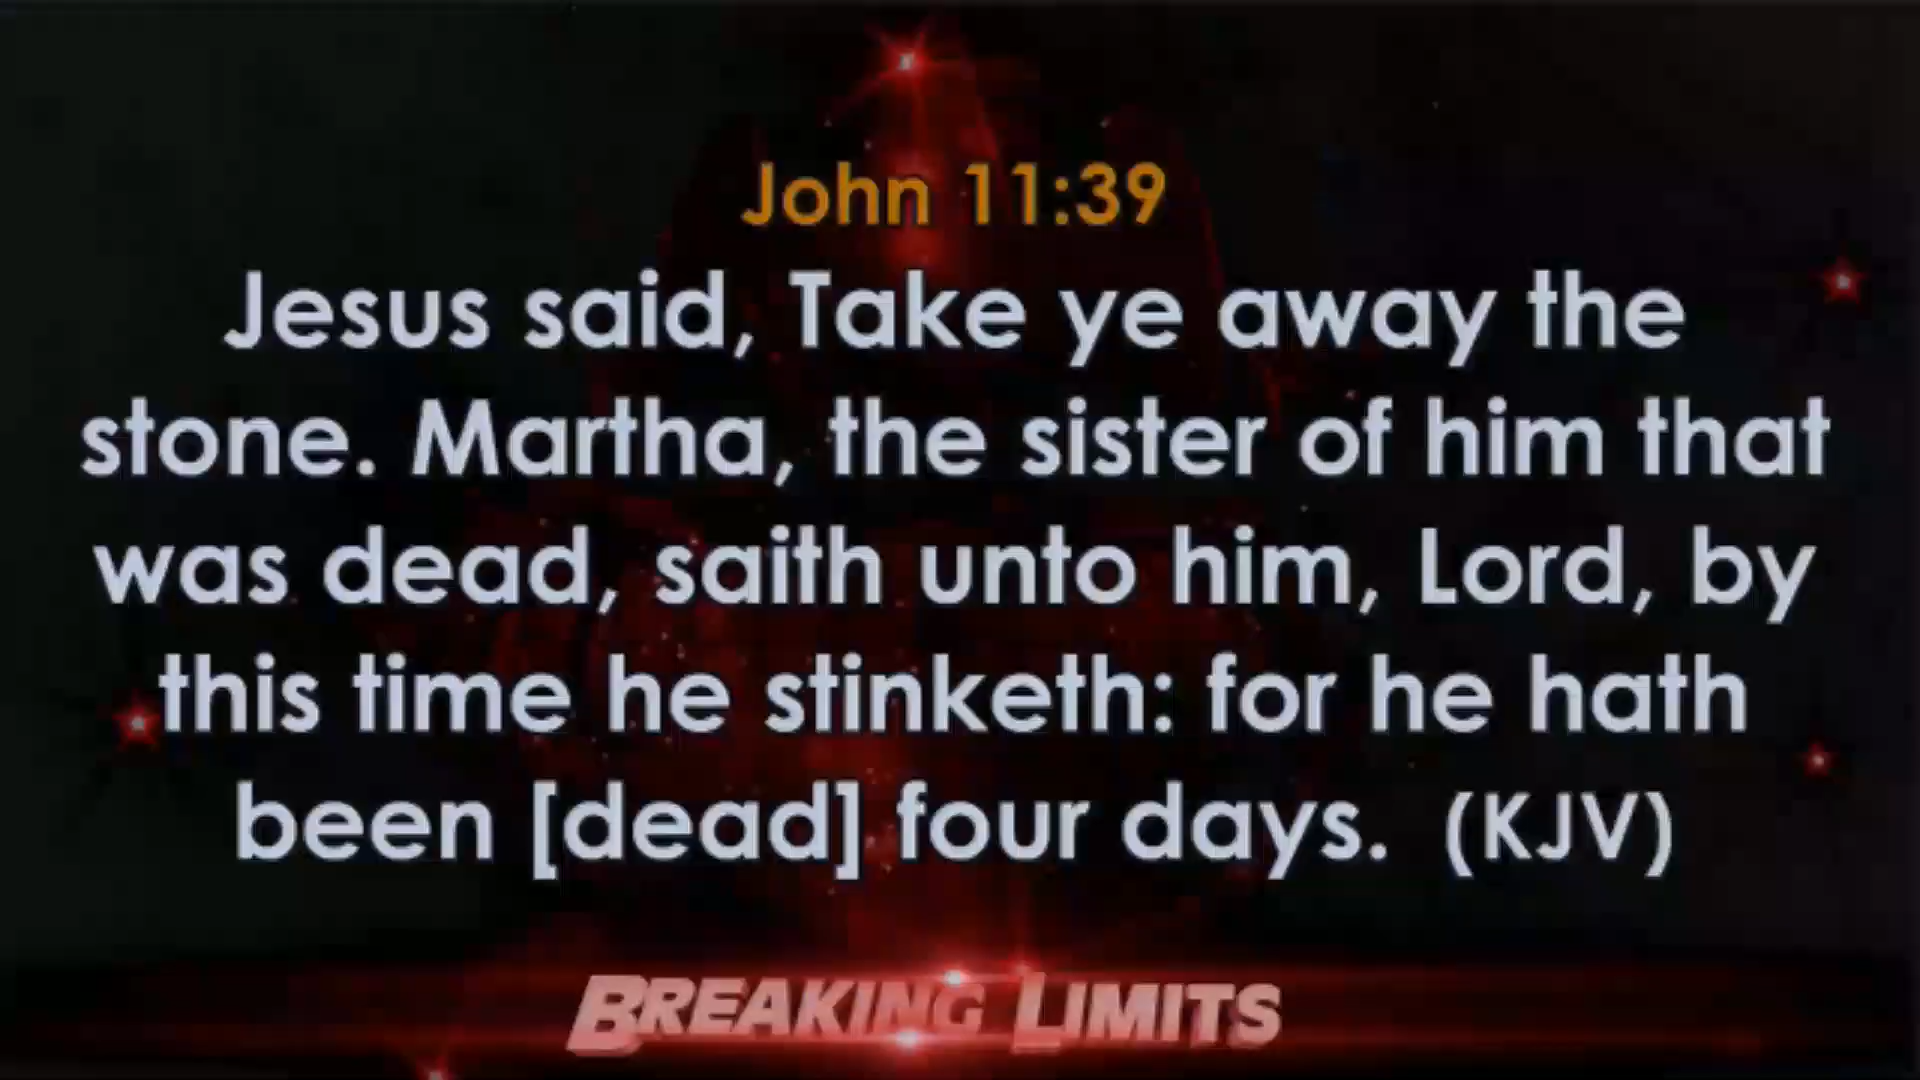 John 11:39
Jesus said, Take ye away the
stone. Martha, the sister of him that
was dead, saith unto him, Lord, by
this time he stinketh: for he hath
been [dead] four days. (KJV)
BREAKING LIMITS